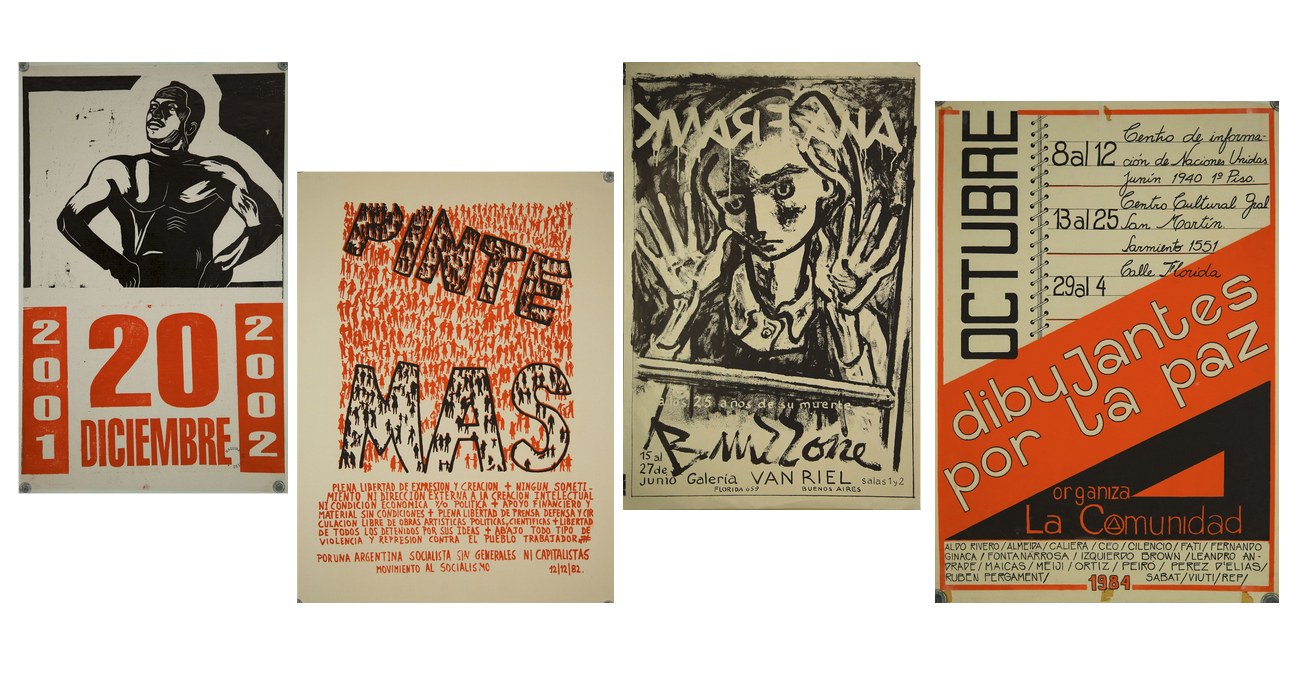 2001
20
DICIEMBRE
2002
PINTE
MAS
PLENA LIBERTAD DE EXPRESION Y CREACION + NINGUN SOMETI-
MIENTO NI DIRECCION EXTERNA A LA CREACION INTELECTUAL
NI CONDICION ECONOMICA Y/O POLITICA + APOYO FINANCIERO Y
MATERIAL SIN CONDICIONES + PLENA LIBERTAD DE PRENSA DEFENSA Y CIR
CULACION LIBRE DE OBRAS ARTISTICAS POLITICAS, CIENTIFICAS + LIBERTAD
DE TODOS LOS DETENIDOS POR SUS IDEAS + ABAJO TODO TIPO DE
VIOLENCIA Y REPRESION CONTRA EL PUEBLO TRABAJADOR
POR UNA ARGENTINA SOCIALISTA SIN GENERALES NI CAPITALISTAS
MOVIMIENTO AL SOCIALISMO 12/12/82.
ANA FRANK
a los 25 años de su muerte
Bruzzone
15 al
27 de
junio Galería VAN RIEL salas 1 y 2
FLORIDA 659 BUENOS AIRES
OCTUBRE
8 al 12 Centro de informa-
ción de Naciones Unidas
Junín 1940 1º Piso.
Centro Cultural Gral
13 al 25 San Martín.
Sarmiento 1551
Calle Florida
29 al 4
dibujantes
por la paz
organiza
La Comunidad
ALDO RIVERO/ALMEIDA/CALIERA/CEO/CILENCIO/FATI/FERNANDO
GINACA/FONTANARROSA/IZQUIERDO BROWN/LEANDRO AN-
DRADE/MAICAS/MEIJI/ORTIZ/PEIRÓ/PEREZ D'ELIAS/
RUBEN PERGAMENT/ 1984 SABAT/VIUTI/REP/